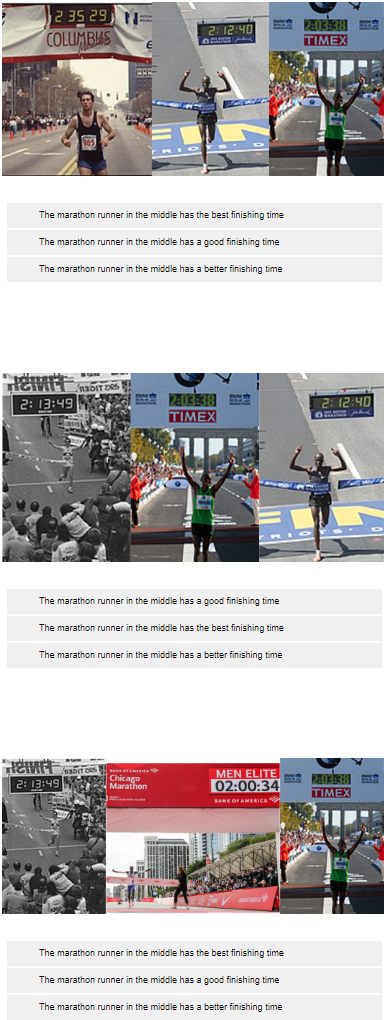 2:35 29
COLUMBUS
2:12:40
2:03:38
TIMEX
965
The marathon runner in the middle has the best finishing time
The marathon runner in the middle has a good finishing time
The marathon runner in the middle has a better finishing time
FINISH
2:13:49
2:03:38
TIMEX
2:12:40
The marathon runner in the middle has a good finishing time
The marathon runner in the middle has the best finishing time
The marathon runner in the middle has a better finishing time
FINISH
2:13:49
BANK OF AMERICA
Chicago
Marathon
MEN ELITE
02:00:34
BANK OF AMERICA
2:03:38
TIMEX
The marathon runner in the middle has the best finishing time
The marathon runner in the middle has a good finishing time
The marathon runner in the middle has a better finishing time